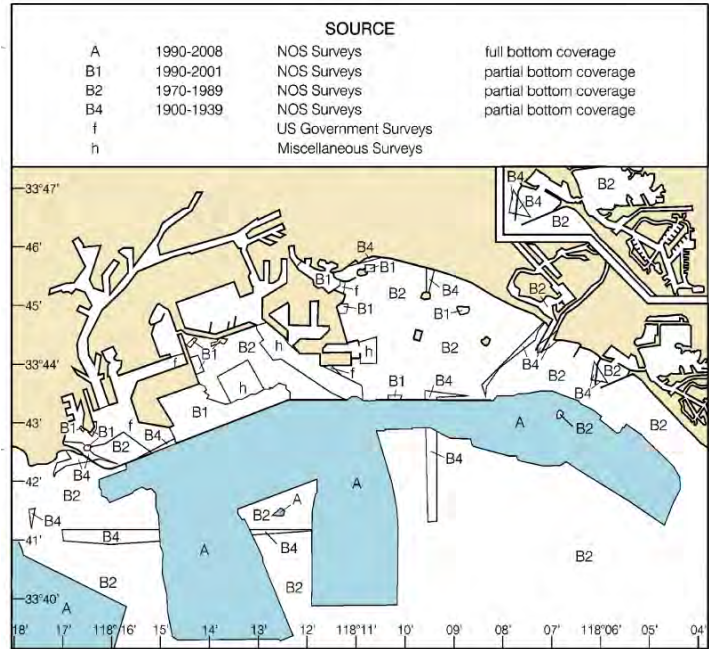 SOURCE
A 1990-2008 NOS Surveys full bottom coverage
B1 1990-2001 NOS Surveys partial bottom coverage
B2 1970-1989 NOS Surveys partial bottom coverage
B4 1900-1939 NOS Surveys partial bottom coverage
f US Government Surveys
h Miscellaneous Surveys
33°47'
B4 B4 B2 B2
46' B4
B1 B1 f B2 B4 B2
45' B1 B1
33°44' f B1 B2 h h B2
f B4 B2 B2
h B1 B4 B4
43' B1 B1 f B1 B4 A B2 B2
B2
B4 A B4
42' B2
B2 A
B4
41' B4 B4 A B2
B2 B2
33°40'
A
18' 17' 118°16' 15' 14' 13' 12' 118°11' 10' 09' 08' 07' 118°06' 05' 04'